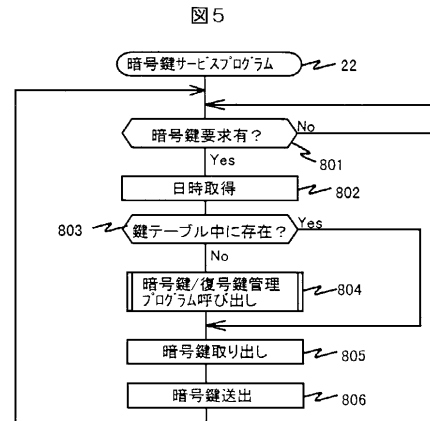 図５
暗号鍵サービスプログラム
22
暗号鍵要求有？
No
801
Yes
日時取得
802
803
鍵テーブル中に存在？
Yes
No
暗号鍵/復号鍵管理
プログラム呼び出し
804
暗号鍵取り出し
805
暗号鍵送出
806